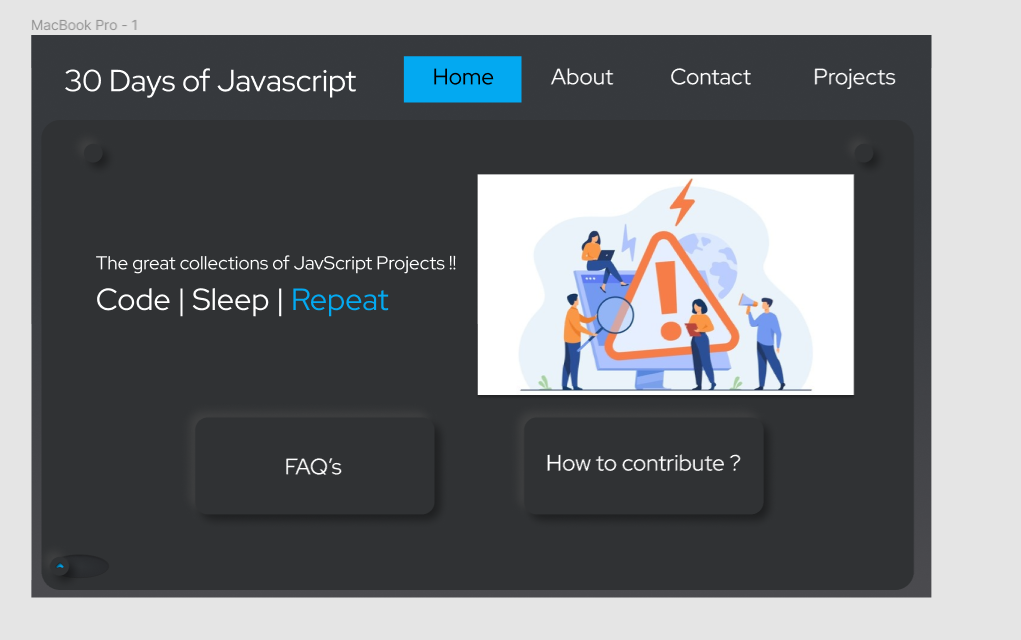 MacBook Pro - 1
30 Days of Javascript
Home
About
Contact
Projects
The great collections of JavScript Projects !!
Code | Sleep | Repeat
FAQ's
How to contribute ?